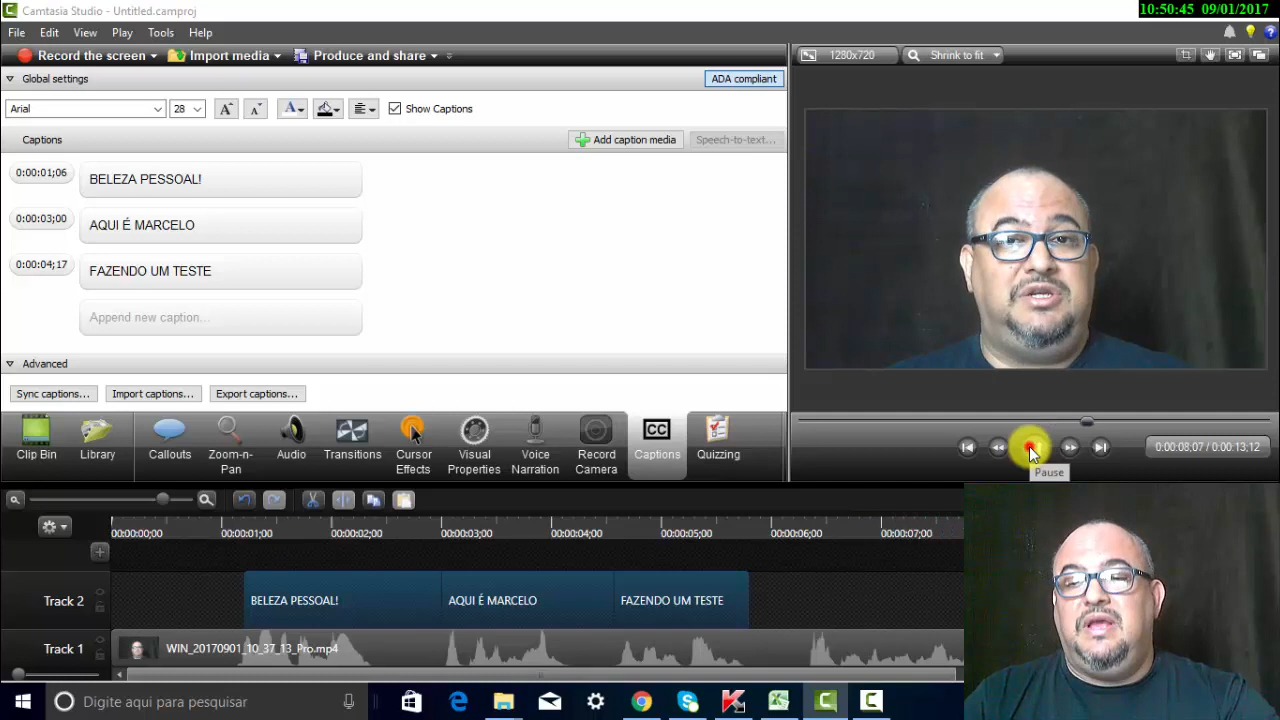 Camtasia Studio - Untitled.camproj
10:50:45 09/01/2017
File Edit View Play Tools Help
Record the screen Import media Produce and share
1280x720 Shrink to fit
Global settings
ADA compliant
Arial 28 A A A Show Captions
Captions
Add caption media Speech-to-text...
0:00:01;06 BELEZA PESSOAL!
0:00:03;00 AQUI É MARCELO
0:00:04;17 FAZENDO UM TESTE
Append new caption...
Advanced
Sync captions... Import captions... Export captions...
CC
Clip Bin Library Callouts Zoom-n-Pan Audio Transitions Cursor Effects Visual Properties Voice Narration Record Camera Captions Quizzing
0:00:08;07 / 0:00:13;12
Pause
00:00:00;00 00:00:01;00 00:00:02;00 00:00:03;00 00:00:04;00 00:00:05;00 00:00:06;00 00:00:07;00
Track 2 BELEZA PESSOAL! AQUI É MARCELO FAZENDO UM TESTE
Track 1 WIN_20170901_10_37_13_Pro.mp4
Digite aqui para pesquisar